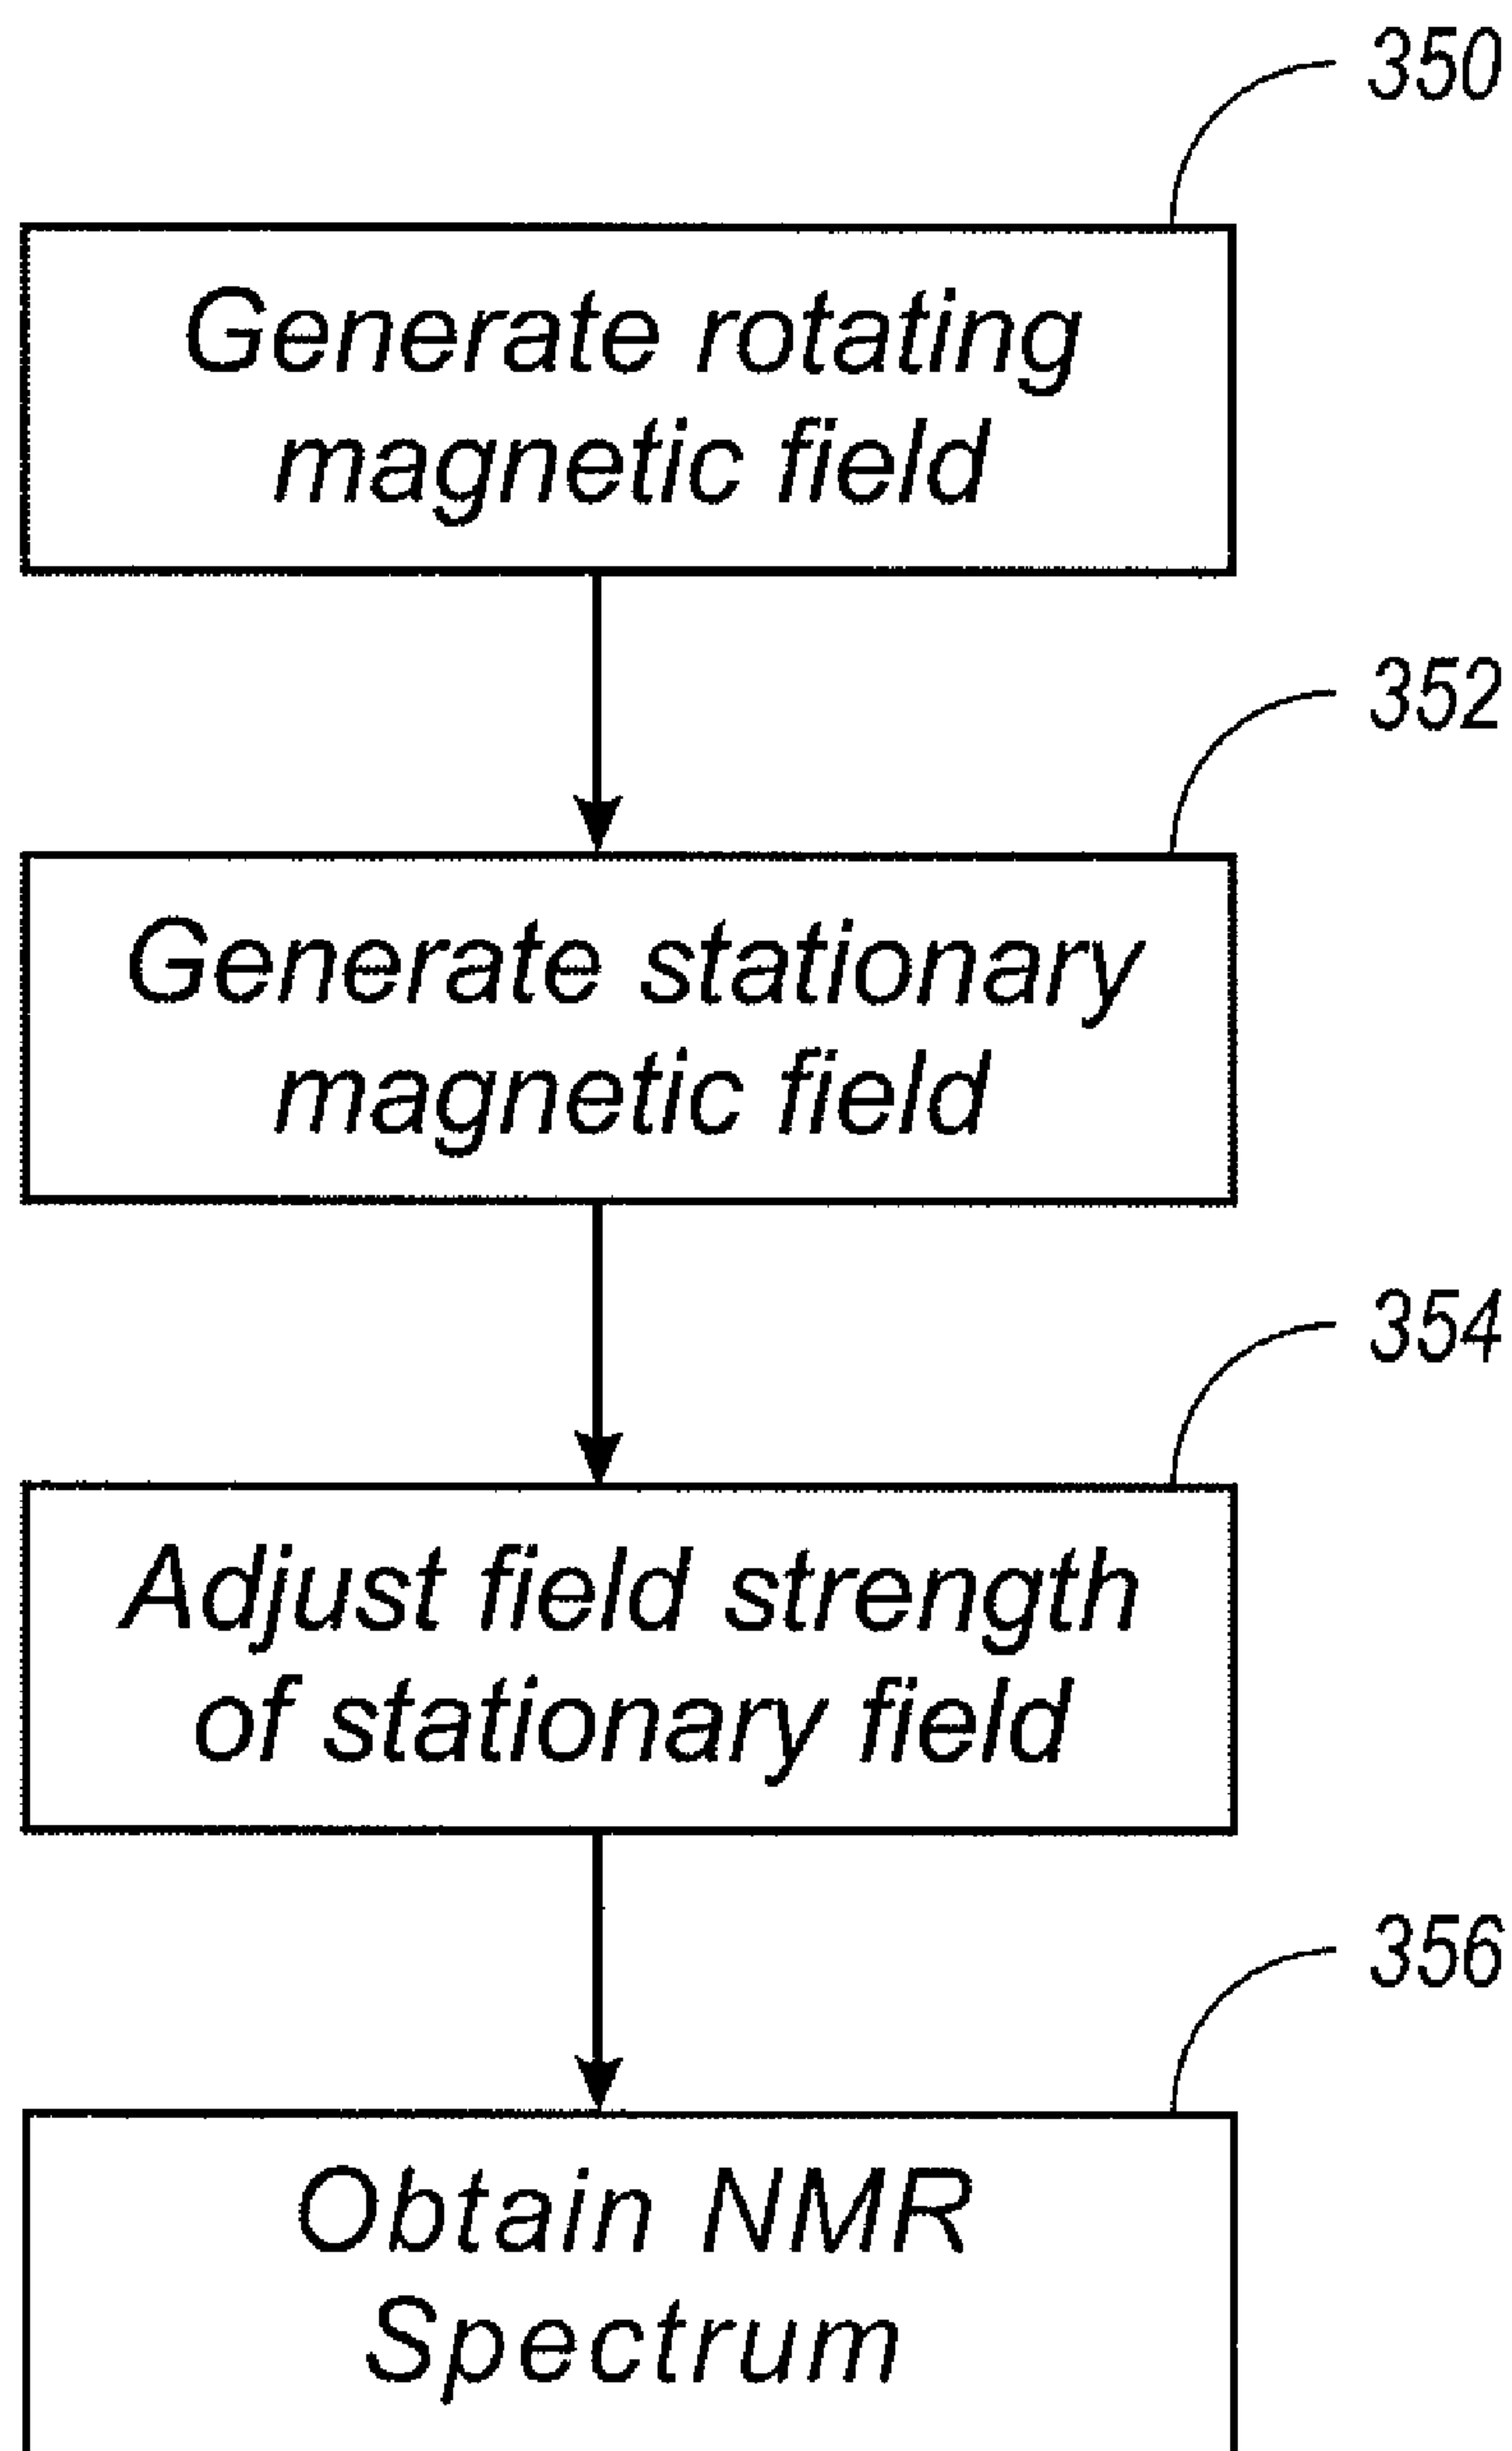 350
Generate rotating
magnetic field
352
Generate stationary
magnetic field
354
Adjust field strength
of stationary field
356
Obtain NMR
Spectrum